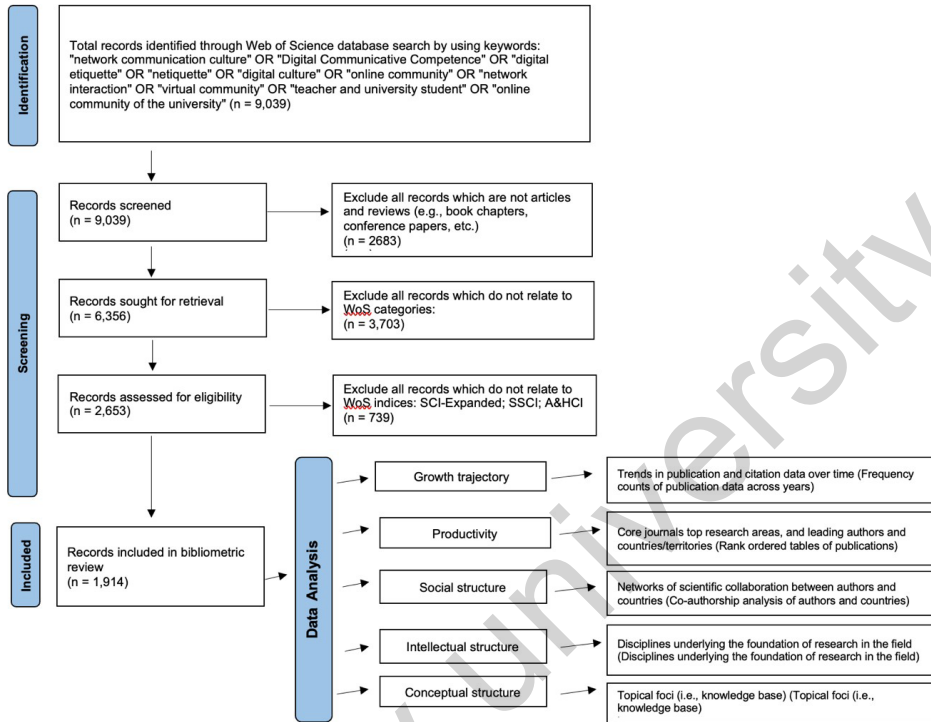 Identification
Total records identified through Web of Science database search by using keywords:
"network communication culture" OR "Digital Communicative Competence" OR "digital
etiquette" OR "netiquette" OR "digital culture" OR "online community" OR "network
interaction" OR "virtual community" OR "teacher and university student" OR "online
community of the university" (n = 9,039)
Screening
Records screened
(n = 9,039)
Exclude all records which are not articles
and reviews (e.g., book chapters,
conference papers, etc.)
(n = 2683)
Records sought for retrieval
(n = 6,356)
Exclude all records which do not relate to
WoS categories:
(n = 3,703)
Records assessed for eligibility
(n = 2,653)
Exclude all records which do not relate to
WoS indices: SCI-Expanded; SSCI; A&HCI
(n = 739)
Included
Records included in bibliometric
review
(n = 1,914)
Data Analysis
Growth trajectory
Trends in publication and citation data over time (Frequency
counts of publication data across years)
Productivity
Core journals top research areas, and leading authors and
countries/territories (Rank ordered tables of publications)
Social structure
Networks of scientific collaboration between authors and
countries (Co-authorship analysis of authors and countries)
Intellectual structure
Disciplines underlying the foundation of research in the field
(Disciplines underlying the foundation of research in the field)
Conceptual structure
Topical foci (i.e., knowledge base) (Topical foci (i.e.,
knowledge base)
university